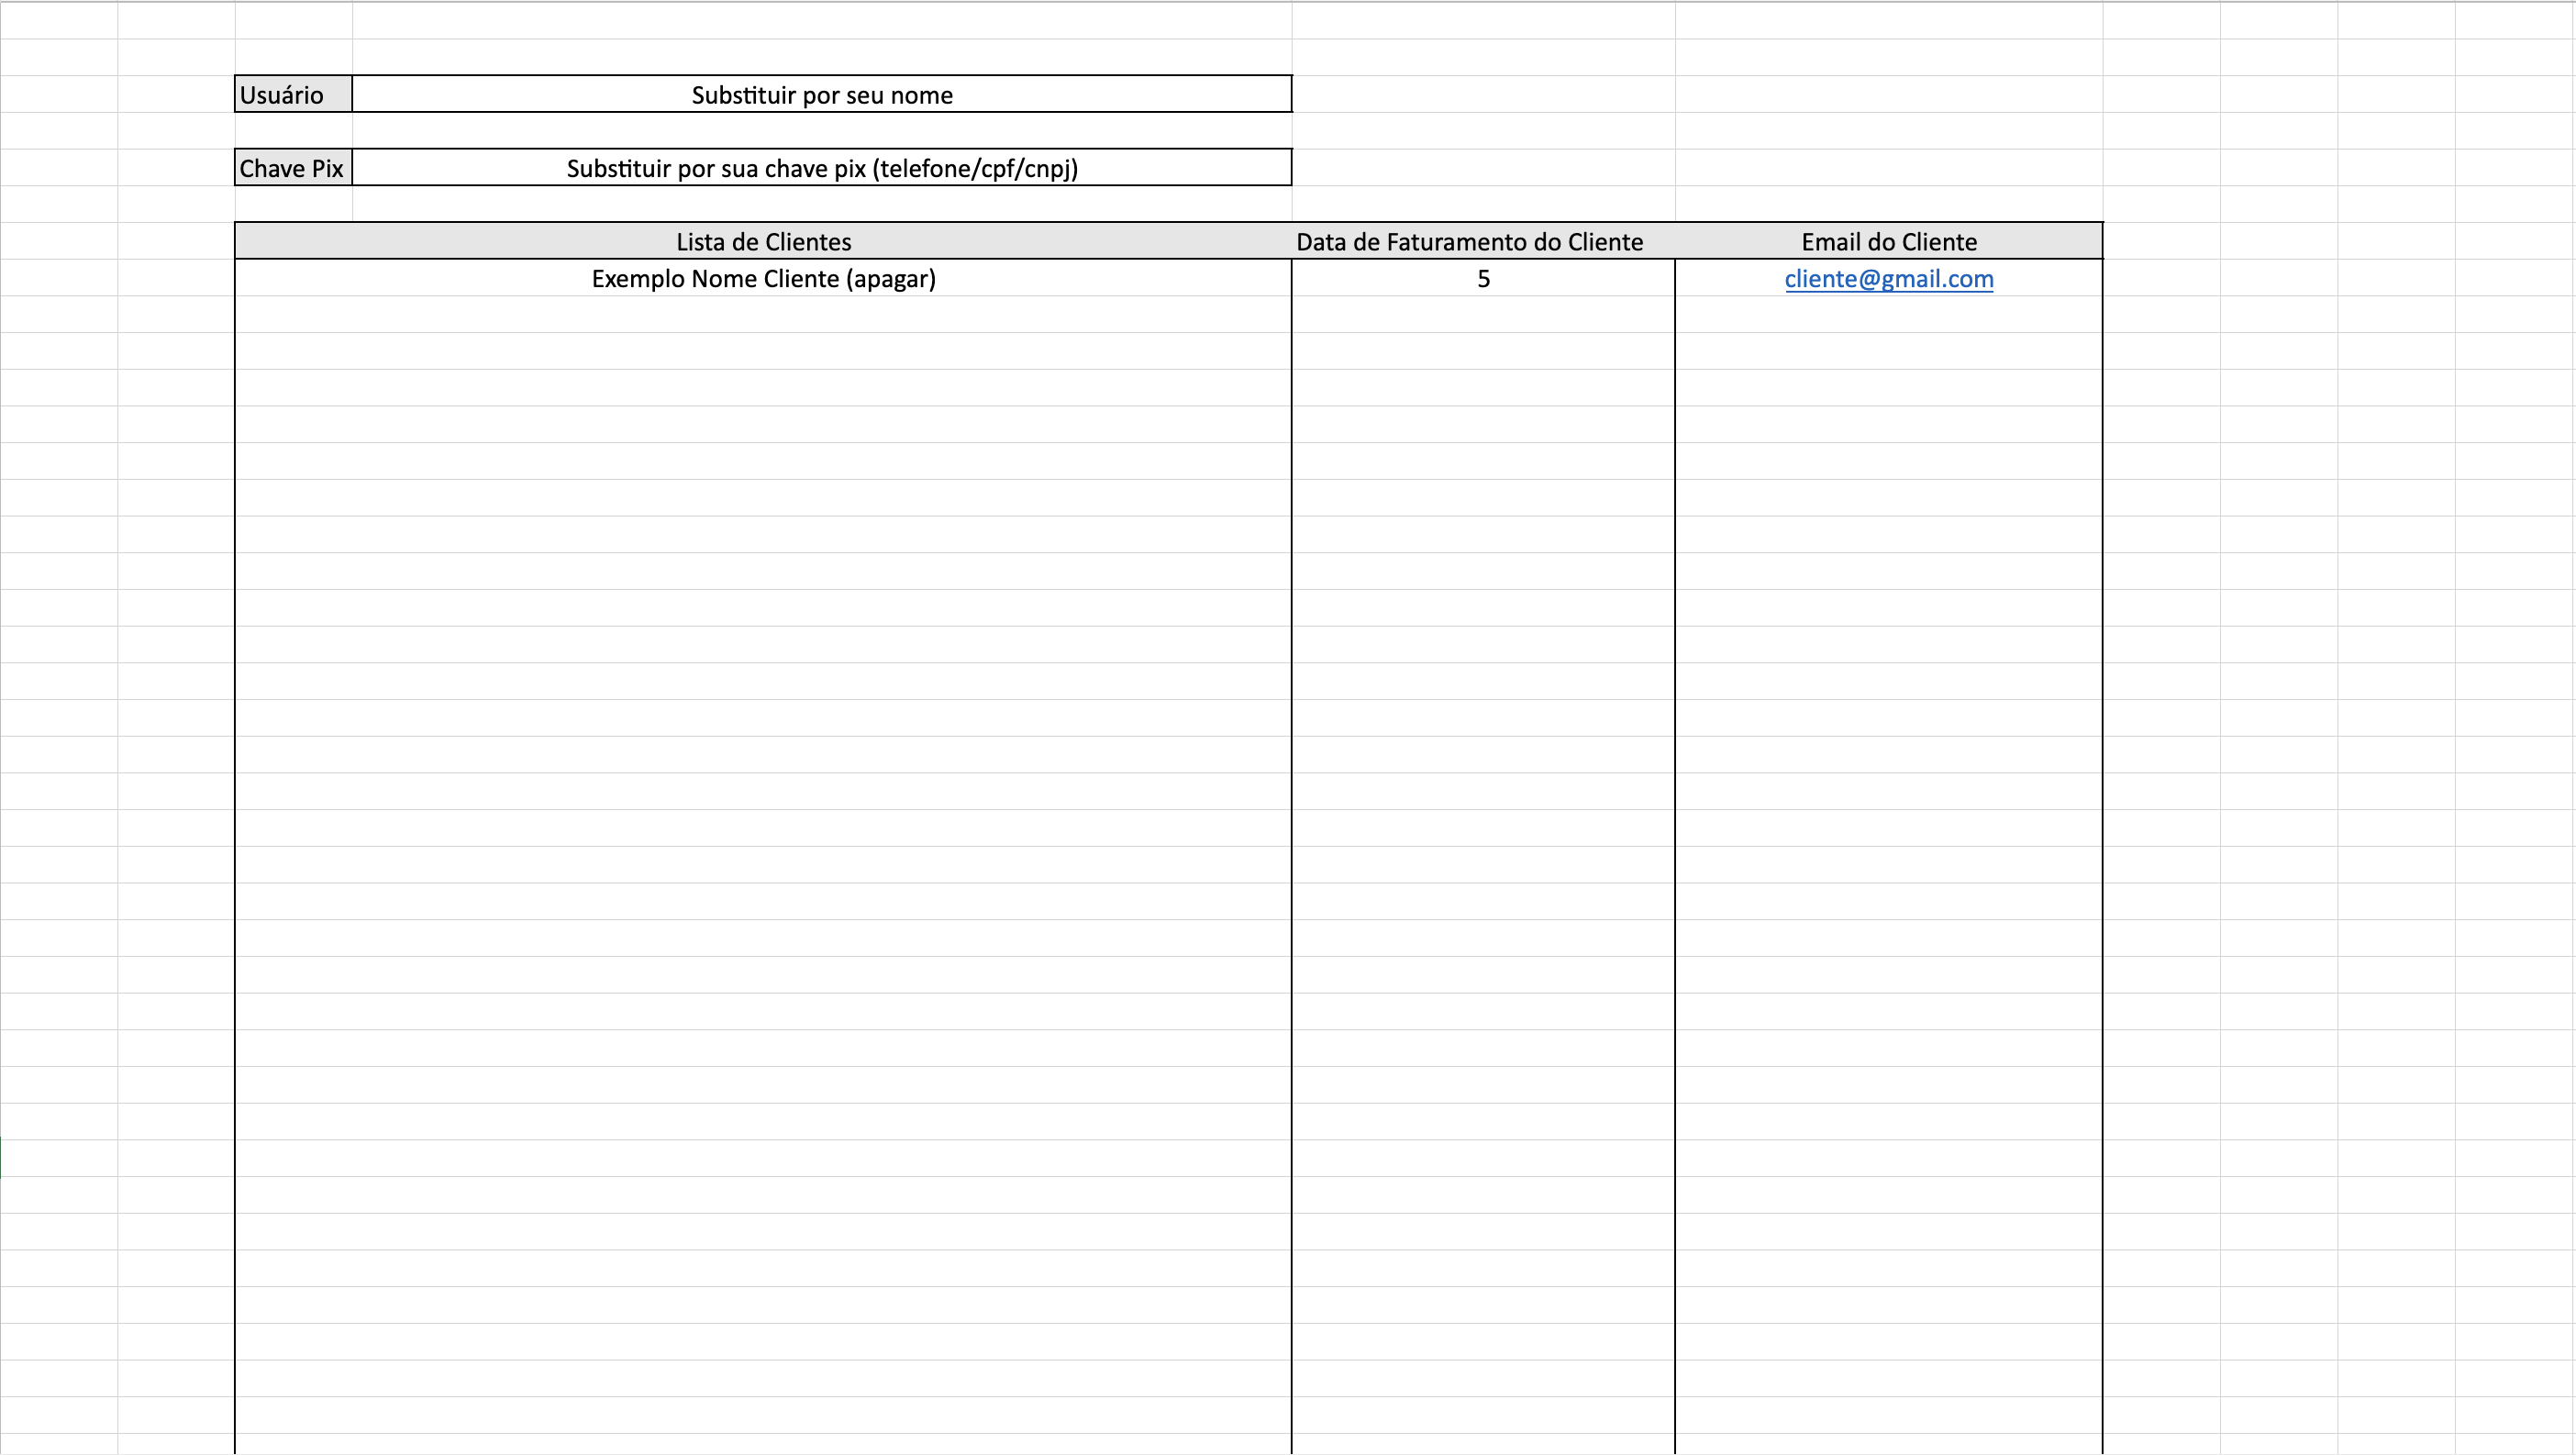 Usuário Substituir por seu nome
Chave Pix Substituir por sua chave pix (telefone/cpf/cnpj)
Lista de Clientes Data de Faturamento do Cliente Email do Cliente
Exemplo Nome Cliente (apagar) 5 cliente@gmail.com